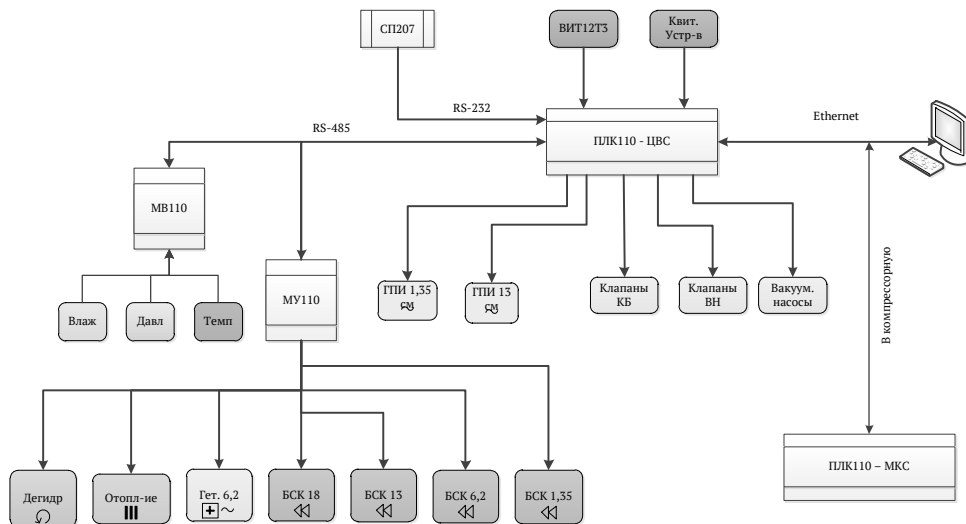 СП207
ВИТ12Т3
Квит.
Устр-в
RS-232
RS-485
Ethernet
ПЛК110 - ЦВС
МВ110
МУ110
ГПИ 1,35
ГПИ 13
Клапаны
КБ
Клапаны
ВН
Вакуум.
насосы
Влаж
Давл
Темп
В компрессорную
ПЛК110 – МКС
Дегидр
Отопл-ие
Гет. 6,2
БСК 18
БСК 13
БСК 6,2
БСК 1,35